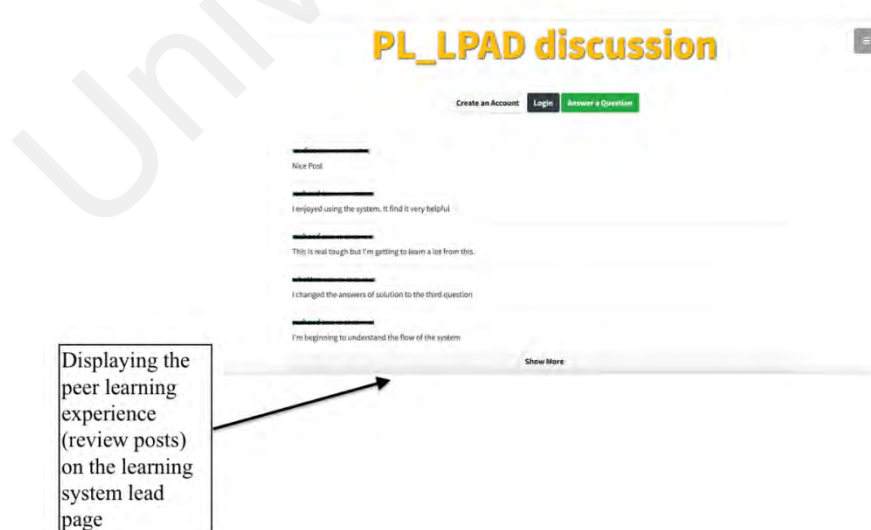 Univ
PL_LPAD discussion
Create an Account Login Answer a Question
Nice Post
I enjoyed using the system. It find it very helpful
This is real tough but I'm getting to learn a lot from this.
I changed the answers of solution to the third question
I'm beginning to understand the flow of the system
Show More
Displaying the
peer learning
experience
(review posts)
on the learning
system lead
page